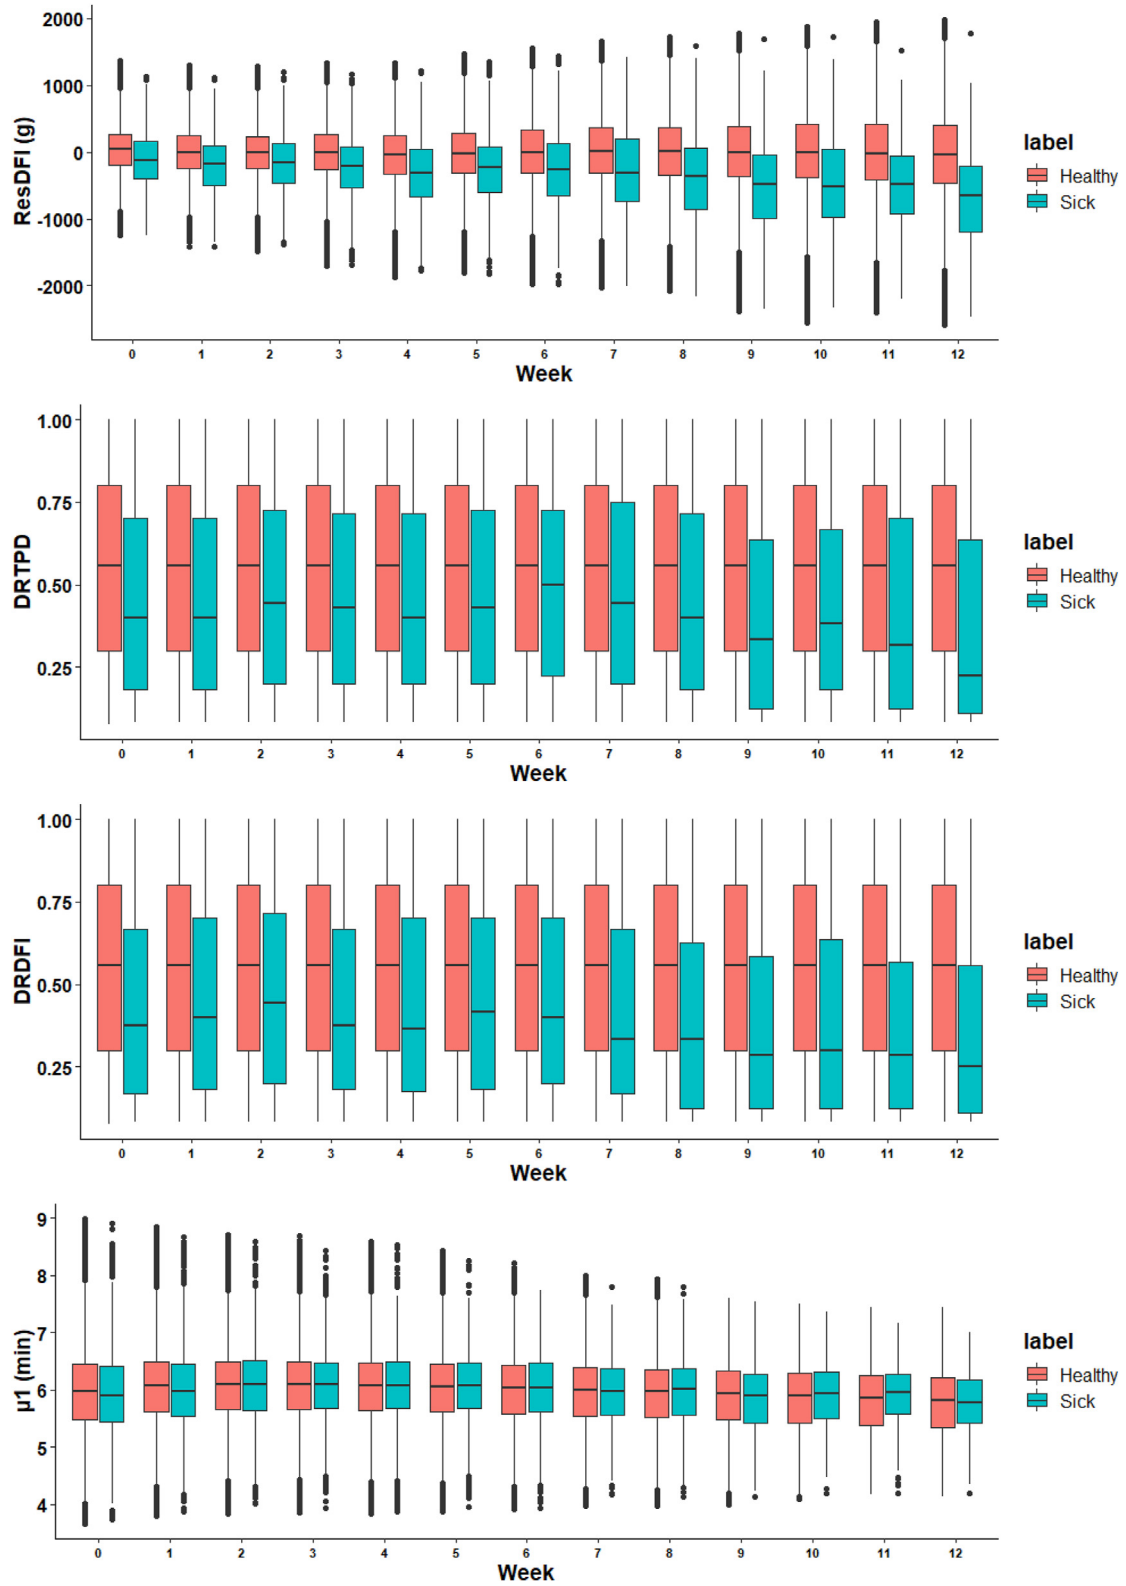 2000
1000
0
-1000
-2000
ResDFI (g)
0 1 2 3 4 5 6 7 8 9 10 11 12
Week
label
Healthy
Sick
1.00
0.75
0.50
0.25
DRTPD
0 1 2 3 4 5 6 7 8 9 10 11 12
Week
label
Healthy
Sick
1.00
0.75
0.50
0.25
DRDFI
0 1 2 3 4 5 6 7 8 9 10 11 12
Week
label
Healthy
Sick
9
8
7
6
5
4
μ1 (min)
0 1 2 3 4 5 6 7 8 9 10 11 12
Week
label
Healthy
Sick